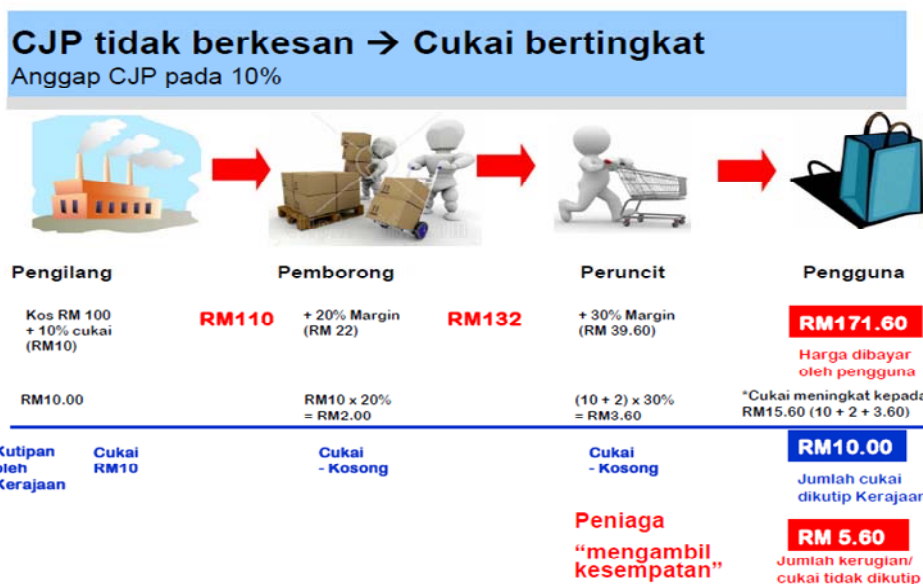 CJP tidak berkesan → Cukai bertingkat
Anggap CJP pada 10%
Pengilang
Pemborong
Peruncit
Pengguna
Kos RM 100
+ 10% cukai
(RM10)
RM110
+ 20% Margin
(RM 22)
RM132
+ 30% Margin
(RM 39.60)
RM171.60
Harga dibayar
oleh pengguna
RM10.00
RM10 x 20%
= RM2.00
(10 + 2) x 30%
= RM3.60
*Cukai meningkat kepada
RM15.60 (10 + 2 + 3.60)
Kutipan
oleh
Kerajaan
Cukai
RM10
Cukai
- Kosong
Cukai
- Kosong
RM10.00
Jumlah cukai
dikutip Kerajaan
Peniaga
“mengambil
kesempatan”
RM 5.60
Jumlah kerugian/
cukai tidak dikutip